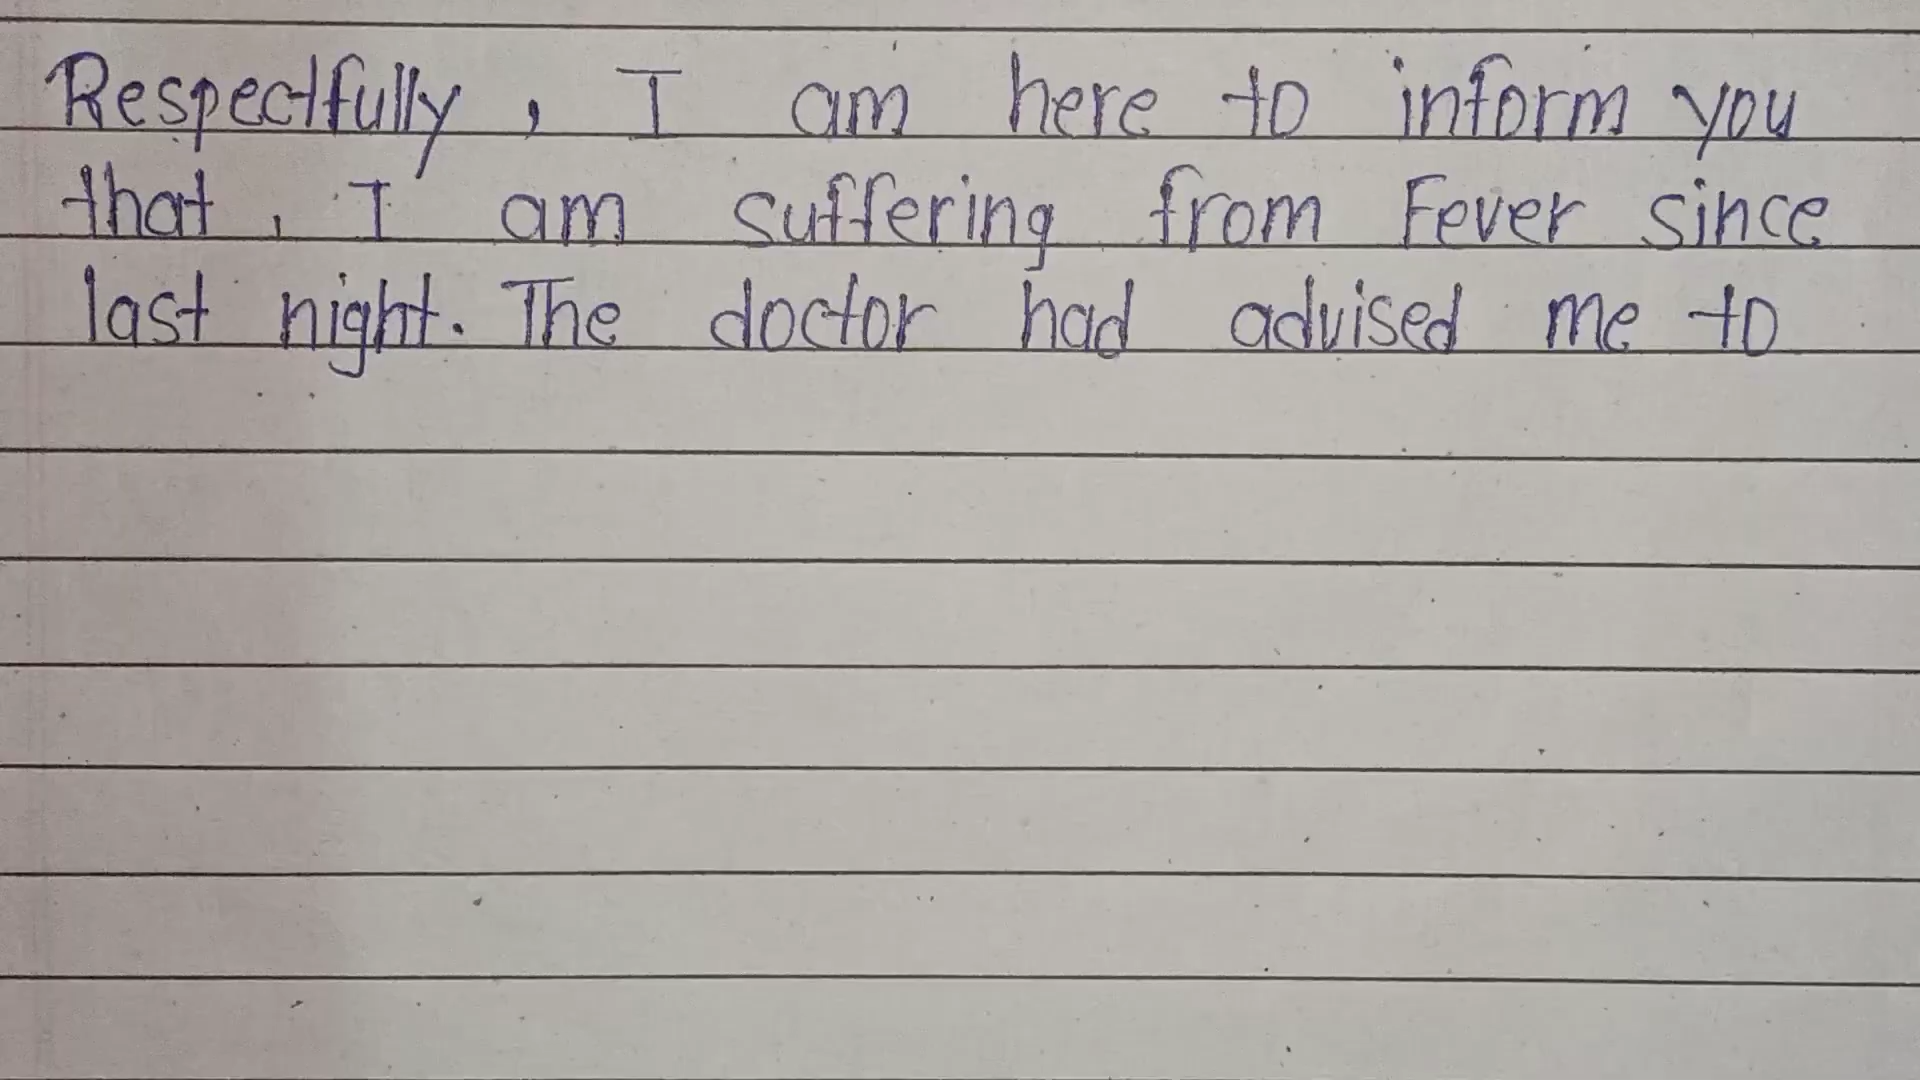 Respectfully, I am here to inform you
that, I am suffering from Fever since
last night. The doctor had advised me to